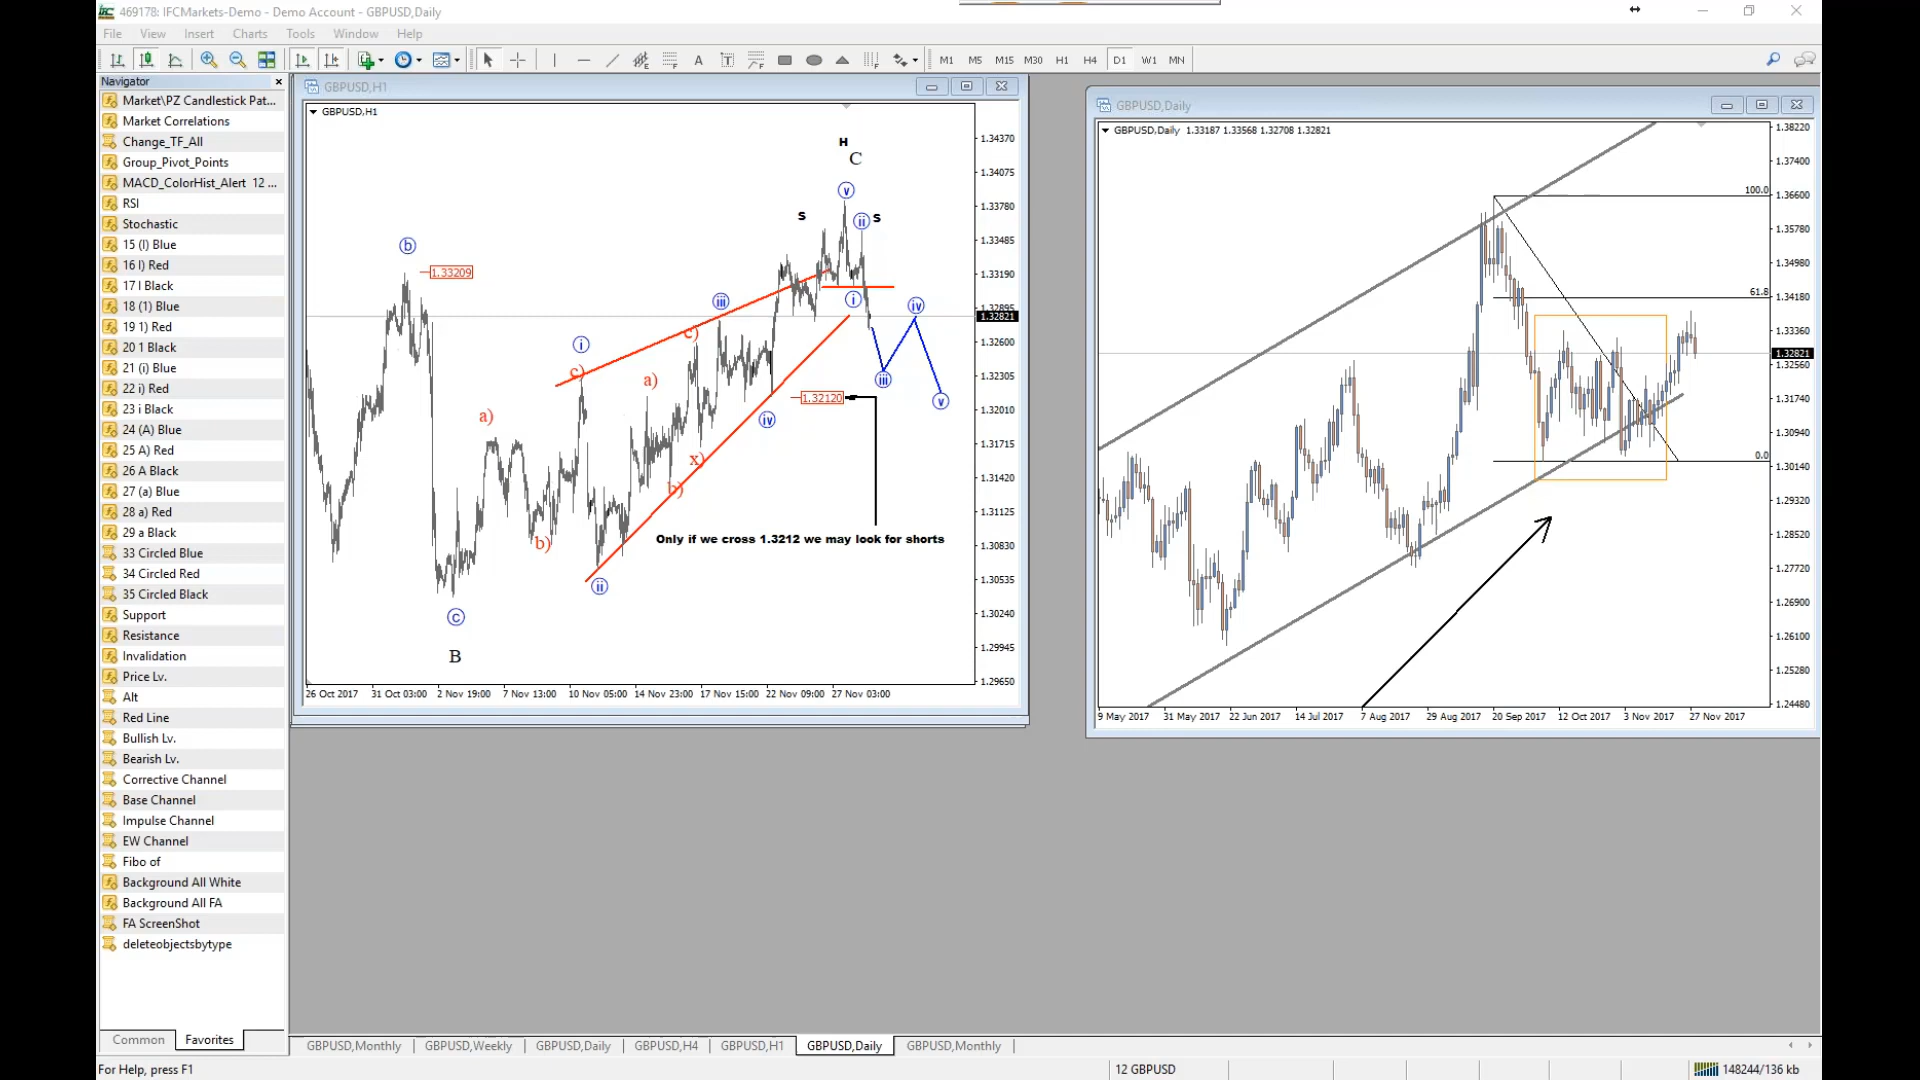 469178: IFCMarkets-Demo - Demo Account - GBPUSD,Daily
File View Insert Charts Tools Window Help
M1 M5 M15 M30 H1 H4 D1 W1 MN
Navigator
Market\PZ Candlestick Pat...
Market Correlations
Change_TF_All
Group_Pivot_Points
MACD_ColorHist_Alert 12 ...
RSI
Stochastic
15 (I) Blue
16 I) Red
17 I Black
18 (1) Blue
19 1) Red
20 1 Black
21 (i) Blue
22 i) Red
23 i Black
24 (A) Blue
25 A) Red
26 A Black
27 (a) Blue
28 a) Red
29 a Black
33 Circled Blue
34 Circled Red
35 Circled Black
Support
Resistance
Invalidation
Price Lv.
Alt
Red Line
Bullish Lv.
Bearish Lv.
Corrective Channel
Base Channel
Impulse Channel
EW Channel
Fibo of
Background All White
Background All FA
FA ScreenShot
deleteobjectsbytype
Common Favorites
GBPUSD,H1
GBPUSD,H1
H
C
v
S
ii S
b
1.33209
i
iii
iv
iii
c)
i
c)
a)
a)
1.32120
v
iv
x)
b)
b)
Only if we cross 1.3212 we may look for shorts
ii
c
B
1.34370
1.34075
1.33780
1.33485
1.33190
1.32895
1.32821
1.32600
1.32305
1.32010
1.31715
1.31420
1.31125
1.30830
1.30535
1.30240
1.29945
1.29650
26 Oct 2017 31 Oct 03:00 2 Nov 19:00 7 Nov 13:00 10 Nov 05:00 14 Nov 23:00 17 Nov 15:00 22 Nov 09:00 27 Nov 03:00
GBPUSD,Daily
GBPUSD,Daily 1.33187 1.33568 1.32708 1.32821
100.0
61.8
0.0
1.38220
1.37400
1.36600
1.35780
1.34980
1.34180
1.33360
1.32821
1.32560
1.31740
1.30940
1.30140
1.29320
1.28520
1.27720
1.26900
1.26100
1.25280
1.24480
9 May 2017 31 May 2017 22 Jun 2017 14 Jul 2017 7 Aug 2017 29 Aug 2017 20 Sep 2017 12 Oct 2017 3 Nov 2017 27 Nov 2017
GBPUSD,Monthly GBPUSD,Weekly GBPUSD,Daily GBPUSD,H4 GBPUSD,H1 GBPUSD,Daily GBPUSD,Monthly
For Help, press F1
12 GBPUSD
148244/136 kb